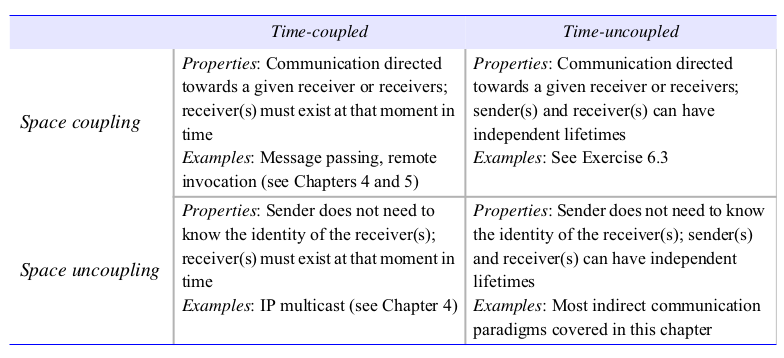 Time-coupled
Time-uncoupled
Space coupling
Properties: Communication directed
towards a given receiver or receivers;
receiver(s) must exist at that moment in
time
Examples: Message passing, remote
invocation (see Chapters 4 and 5)
Properties: Communication directed
towards a given receiver or receivers;
sender(s) and receiver(s) can have
independent lifetimes
Examples: See Exercise 6.3
Space uncoupling
Properties: Sender does not need to
know the identity of the receiver(s);
receiver(s) must exist at that moment in
time
Examples: IP multicast (see Chapter 4)
Properties: Sender does not need to know
the identity of the receiver(s); sender(s)
and receiver(s) can have independent
lifetimes
Examples: Most indirect communication
paradigms covered in this chapter